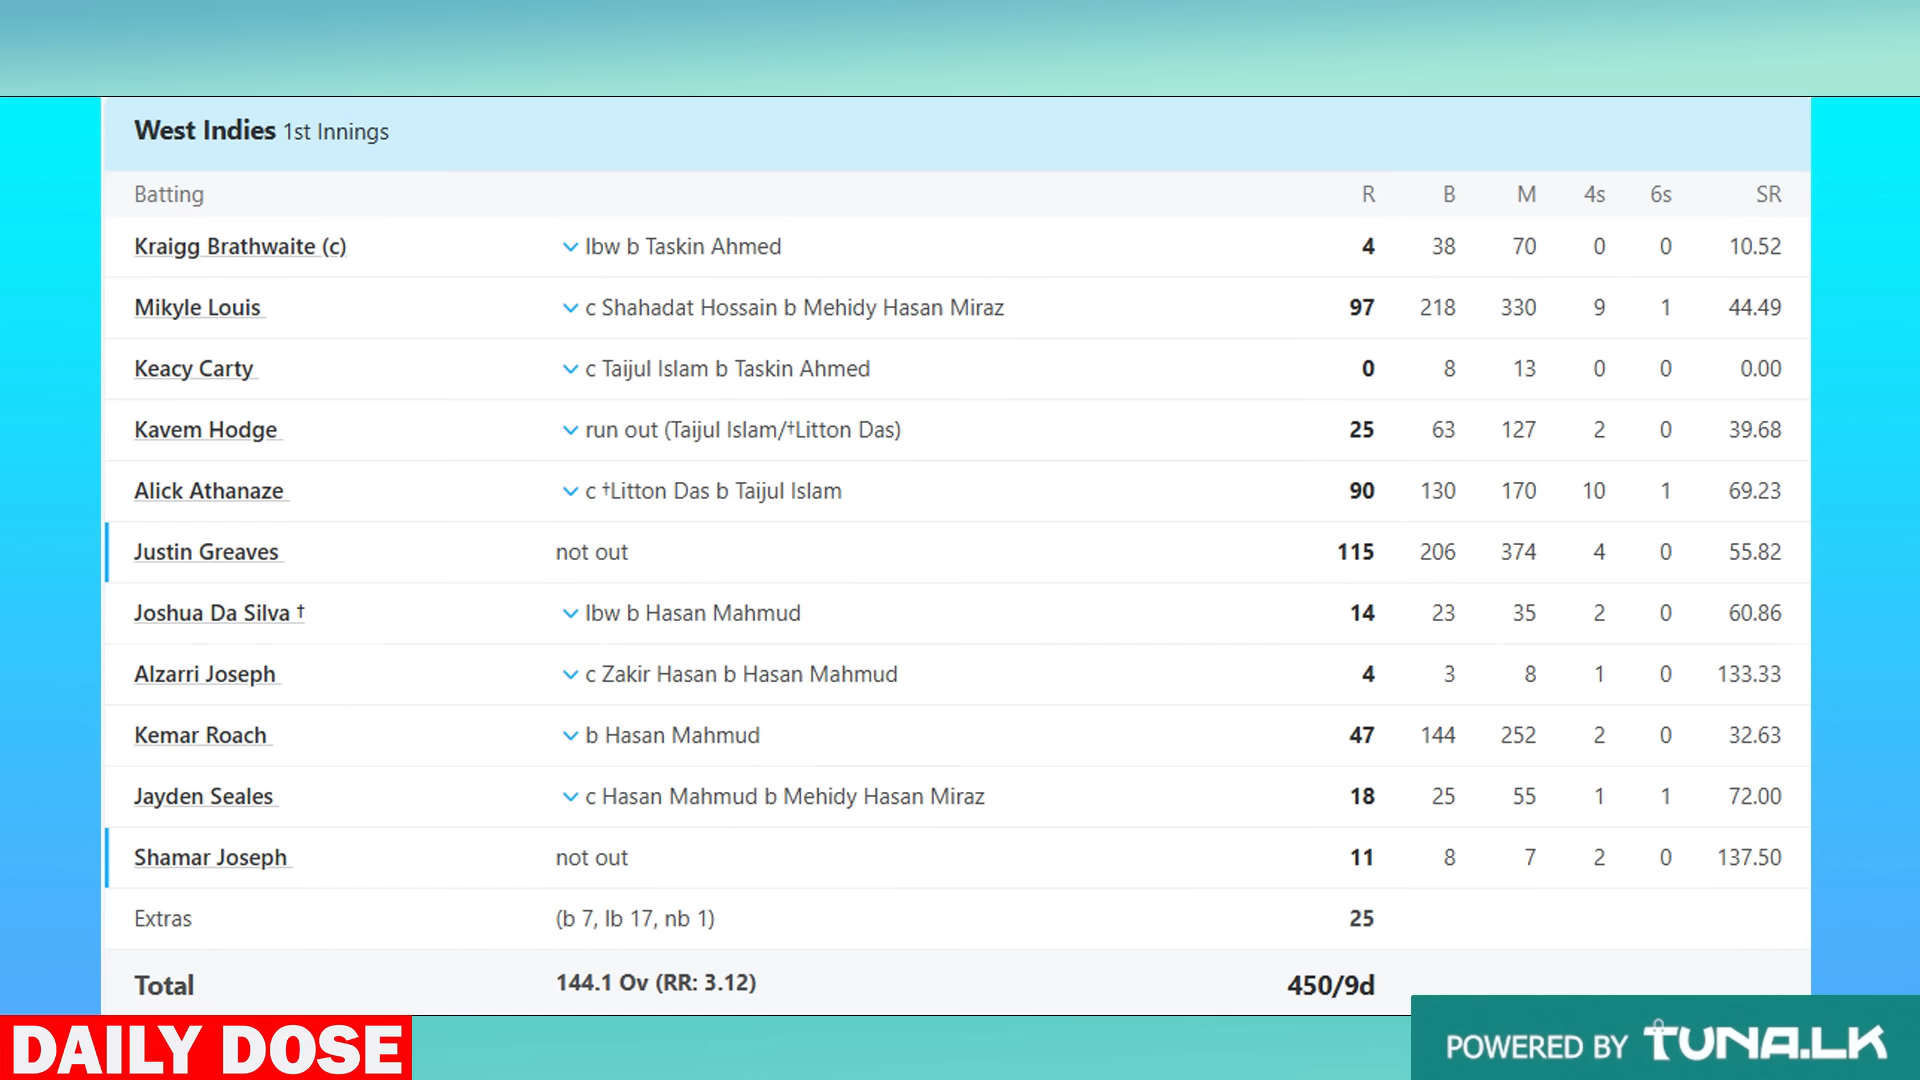 West Indies 1st Innings
Batting R B M 4s 6s SR
Kraigg Brathwaite (c) lbw b Taskin Ahmed 4 38 70 0 0 10.52
Mikyle Louis c Shahadat Hossain b Mehidy Hasan Miraz 97 218 330 9 1 44.49
Keacy Carty c Taijul Islam b Taskin Ahmed 0 8 13 0 0 0.00
Kavem Hodge run out (Taijul Islam/†Litton Das) 25 63 127 2 0 39.68
Alick Athanaze c †Litton Das b Taijul Islam 90 130 170 10 1 69.23
Justin Greaves not out 115 206 374 4 0 55.82
Joshua Da Silva † lbw b Hasan Mahmud 14 23 35 2 0 60.86
Alzarri Joseph c Zakir Hasan b Hasan Mahmud 4 3 8 1 0 133.33
Kemar Roach b Hasan Mahmud 47 144 252 2 0 32.63
Jayden Seales c Hasan Mahmud b Mehidy Hasan Miraz 18 25 55 1 1 72.00
Shamar Joseph not out 11 8 7 2 0 137.50
Extras (b 7, lb 17, nb 1) 25
Total 144.1 Ov (RR: 3.12) 450/9d
DAILY DOSE
POWERED BY TUNA.LK